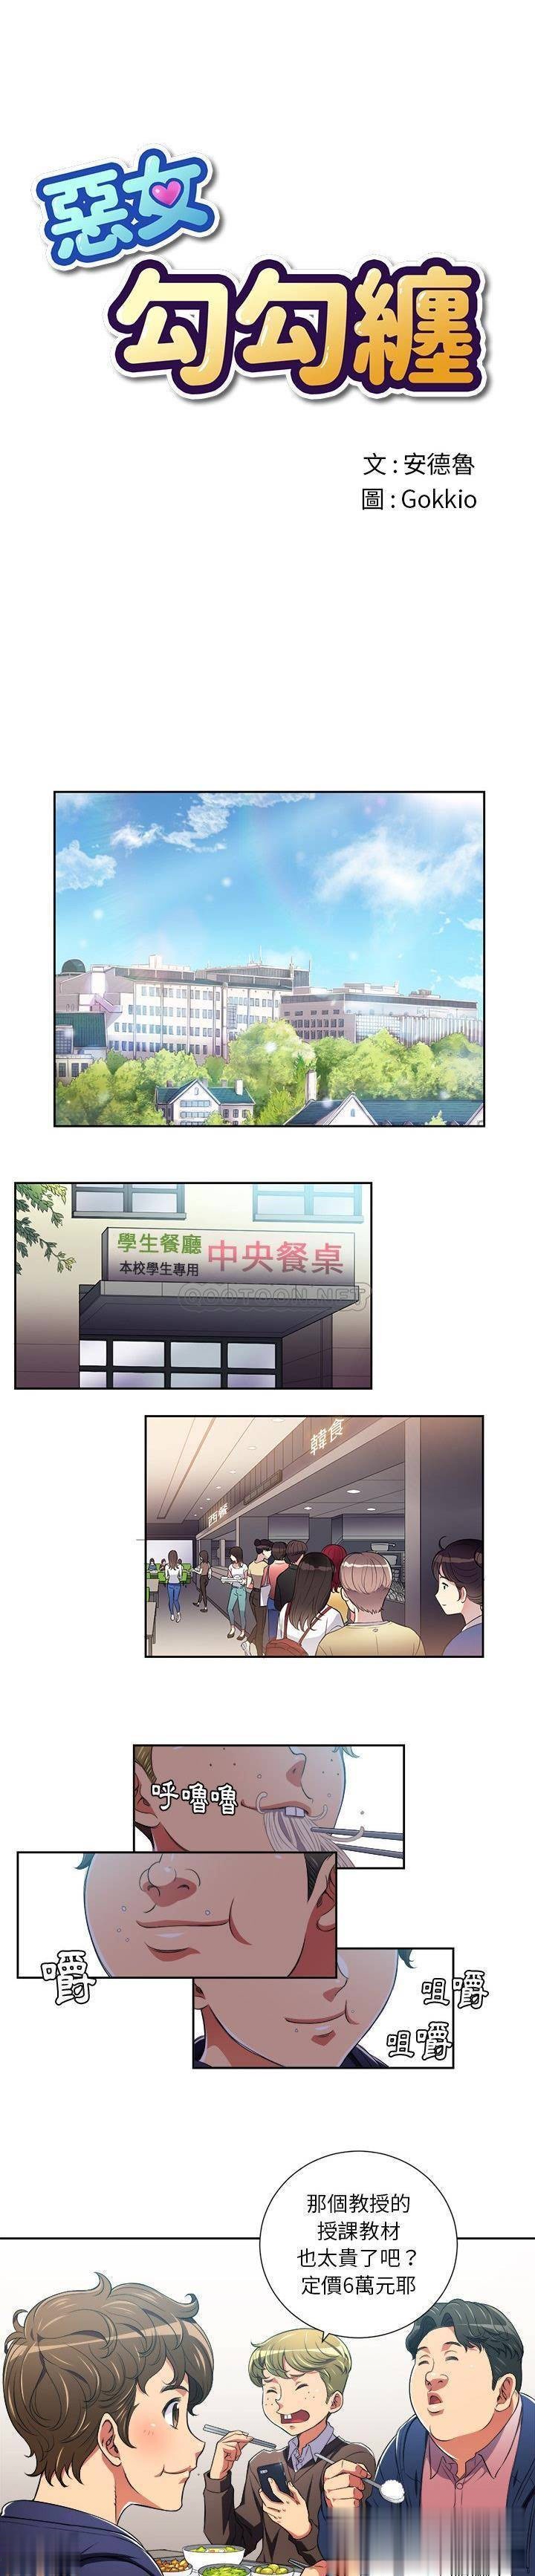 惡女
勾勾纏
文 : 安德魯
圖 : Gokkio
學生餐廳
本校學生專用
中央餐桌
QOOTOON.NET
韓食
西餐
呼嚕嚕
嚼
咀嚼
咀嚼
那個教授的
授課教材
也太貴了吧？
定價6萬元耶